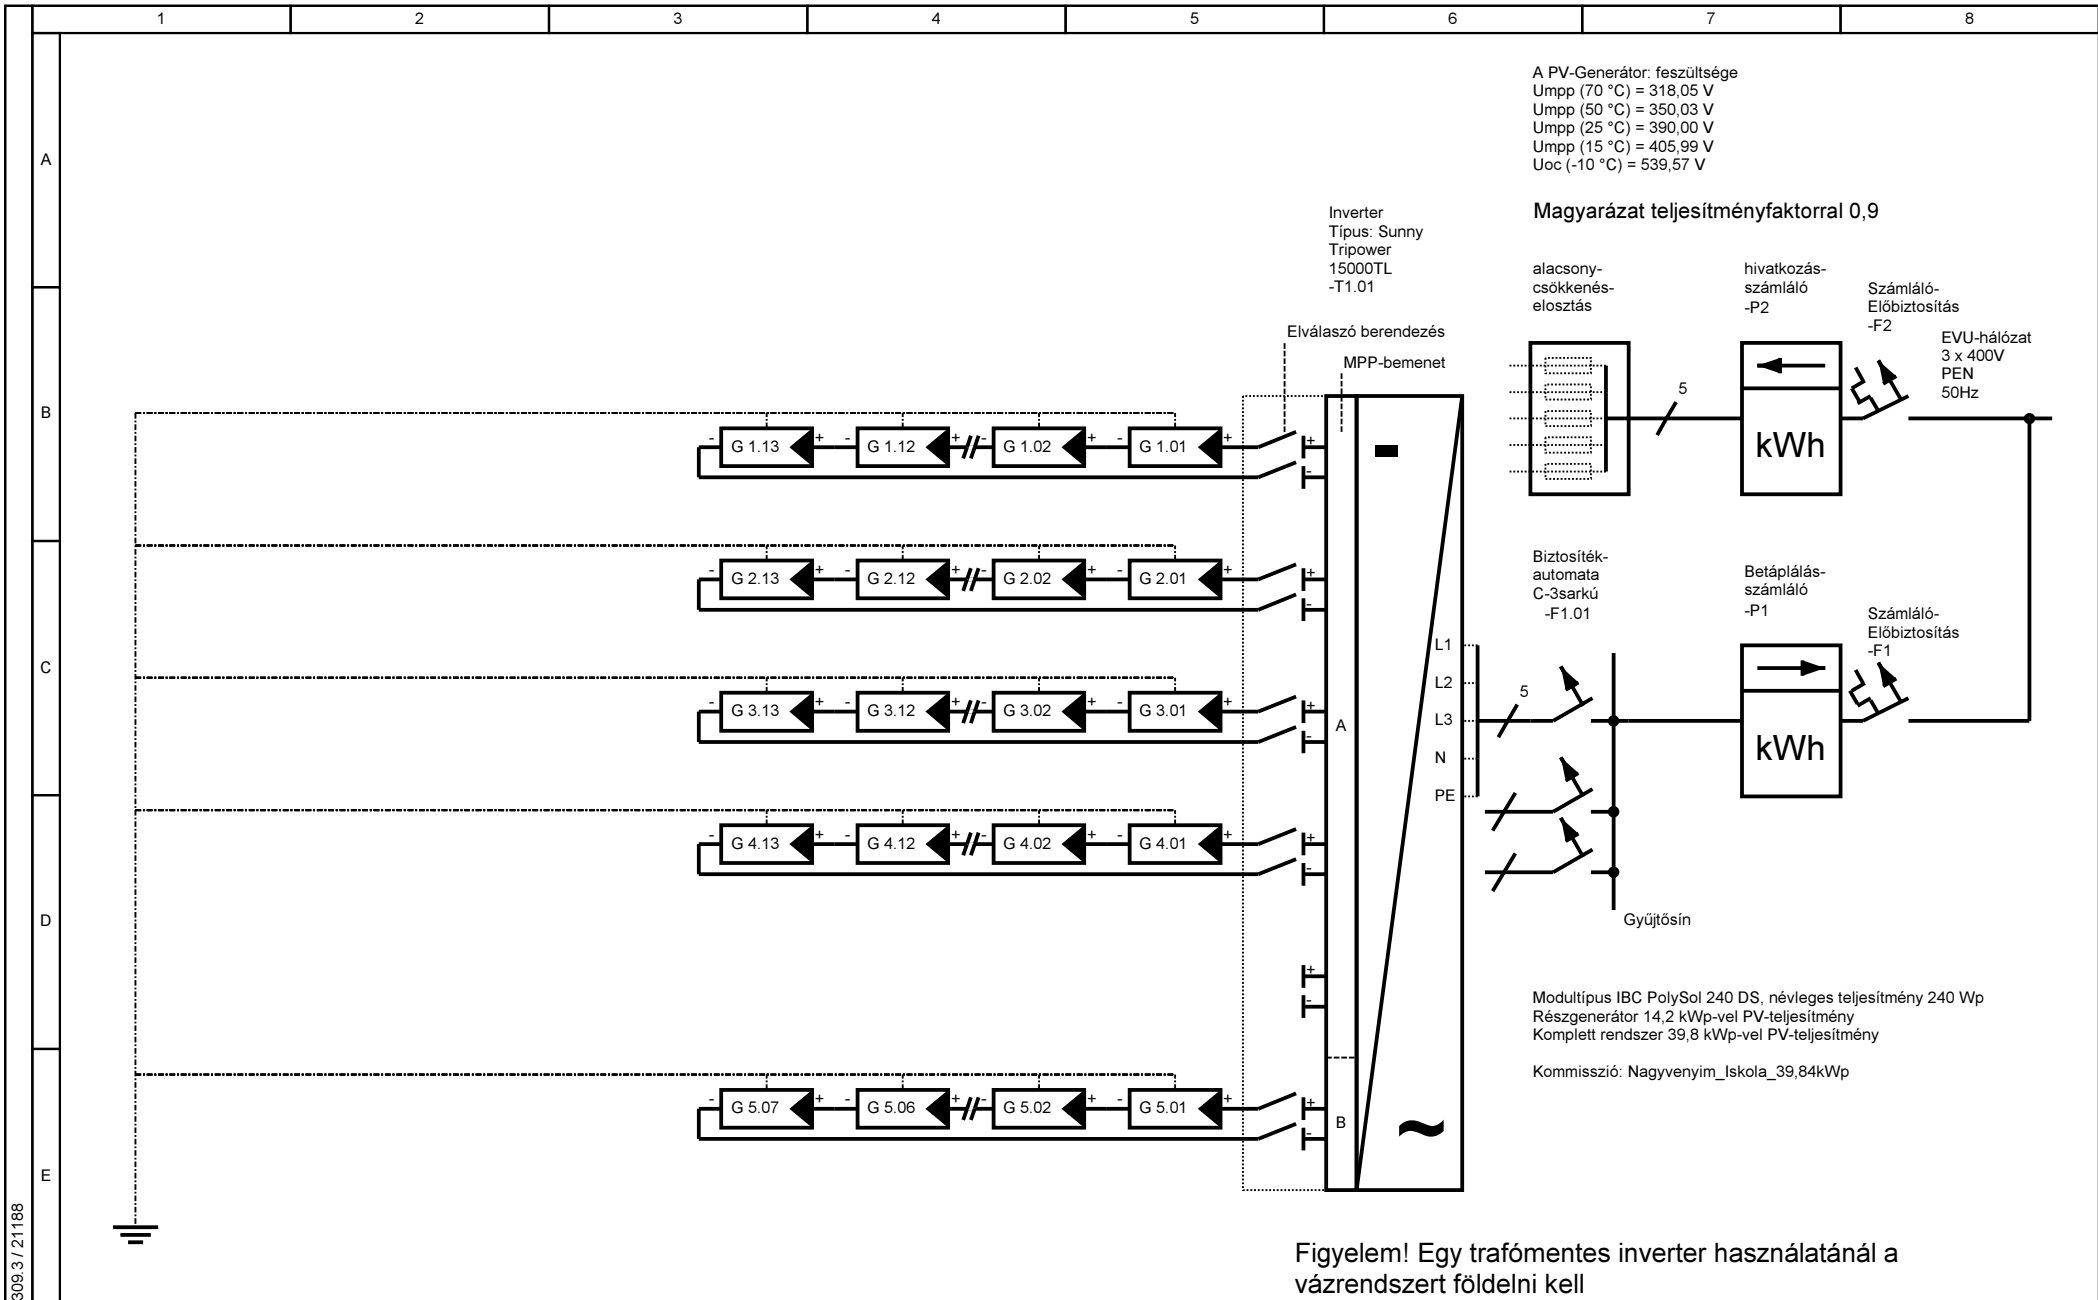 1 2 3 4 5 6 7 8
A PV-Generátor: feszültsége
Umpp (70 °C) = 318,05 V
Umpp (50 °C) = 350,03 V
Umpp (25 °C) = 390,00 V
Umpp (15 °C) = 405,99 V
Uoc (-10 °C) = 539,57 V
A
Magyarázat teljesítményfaktorral 0,9
Inverter
Típus: Sunny
Tripower
15000TL
-T1.01
alacsony-
csökkenés-
elosztás
hivatkozás-
számláló
-P2
Számláló-
Előbiztosítás
-F2
EVU-hálózat
3 x 400V
PEN
50Hz
Elválaszó berendezés
MPP-bemenet
5
kWh
B
- G 1.13 + - G 1.12 + - G 1.02 + - G 1.01 + +
-
- G 2.13 + - G 2.12 + - G 2.02 + - G 2.01 + +
-
Biztosíték-
automata
C-3sarkú
-F1.01
Betáplálás-
számláló
-P1
Számláló-
Előbiztosítás
-F1
C
L1
L2
L3
N
PE
5
kWh
- G 3.13 + - G 3.12 + - G 3.02 + - G 3.01 + +
-
A
- G 4.13 + - G 4.12 + - G 4.02 + - G 4.01 + +
-
D
Gyűjtősín
+
-
Modultípus IBC PolySol 240 DS, névleges teljesítmény 240 Wp
Részgenerátor 14,2 kWp-vel PV-teljesítmény
Komplett rendszer 39,8 kWp-vel PV-teljesítmény
Kommisszió: Nagyvenyim_Iskola_39,84kWp
- G 5.07 + - G 5.06 + - G 5.02 + - G 5.01 + +
-
B
~
E
309.3 / 21188
Figyelem! Egy trafómentes inverter használatánál a
vázrendszert földelni kell